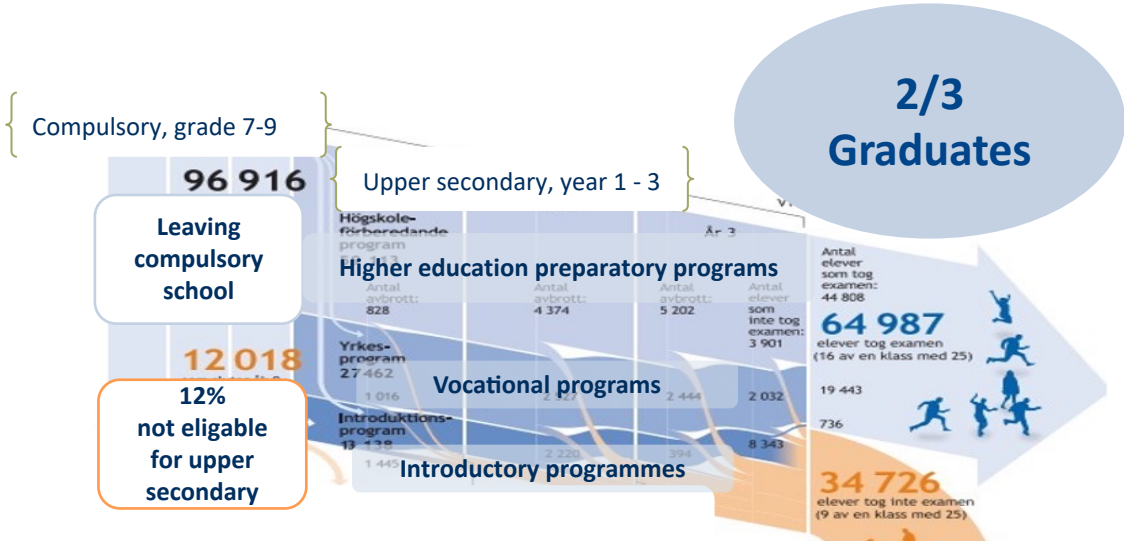 2/3
Graduates
Compulsory, grade 7-9
96 916
Upper secondary, year 1 - 3
Leaving
compulsory
school
Högskole-
förberedande
program
År 3
Higher education preparatory programs
Antal
avbrott:
828
Antal
avbrott:
4 374
Antal
avbrott:
5 202
Antal
elever
som
inte tog
examen:
3 901
Antal
elever
som tog
examen:
44 808
64 987
elever tog examen
(16 av en klass med 25)
12 018
Yrkes-
program
27 462
Vocational programs
1 016
2 444
2 032
19 443
12%
not eligable
for upper
secondary
Introduktions-
program
13 138
736
8 343
1 445
2 220
394
Introductory programmes
34 726
elever tog inte examen
(9 av en klass med 25)